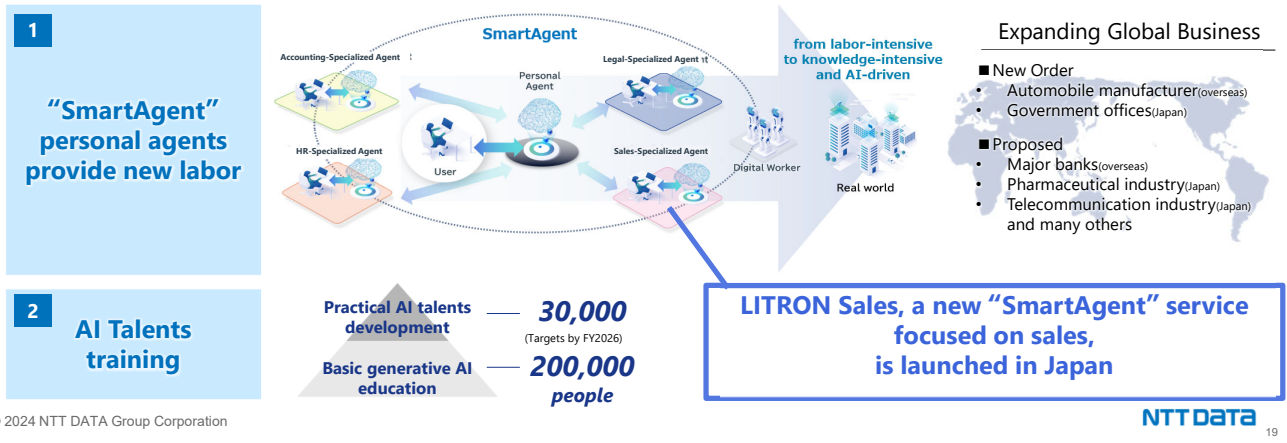 1
“SmartAgent”
personal agents
provide new labor
SmartAgent
Accounting-Specialized Agent
Legal-Specialized Agent
Personal
Agent
User
HR-Specialized Agent
Sales-Specialized Agent
Digital Worker
from labor-intensive
to knowledge-intensive
and AI-driven
Real world
Expanding Global Business
■New Order
• Automobile manufacturer(overseas)
• Government offices(Japan)
■Proposed
• Major banks(overseas)
• Pharmaceutical industry(Japan)
• Telecommunication industry(Japan)
and many others
2
AI Talents
training
Practical AI talents
development
30,000
(Targets by FY2026)
Basic generative AI
education
200,000
people
LITRON Sales, a new “SmartAgent” service
focused on sales,
is launched in Japan
2024 NTT DATA Group Corporation
NTT DATA
19